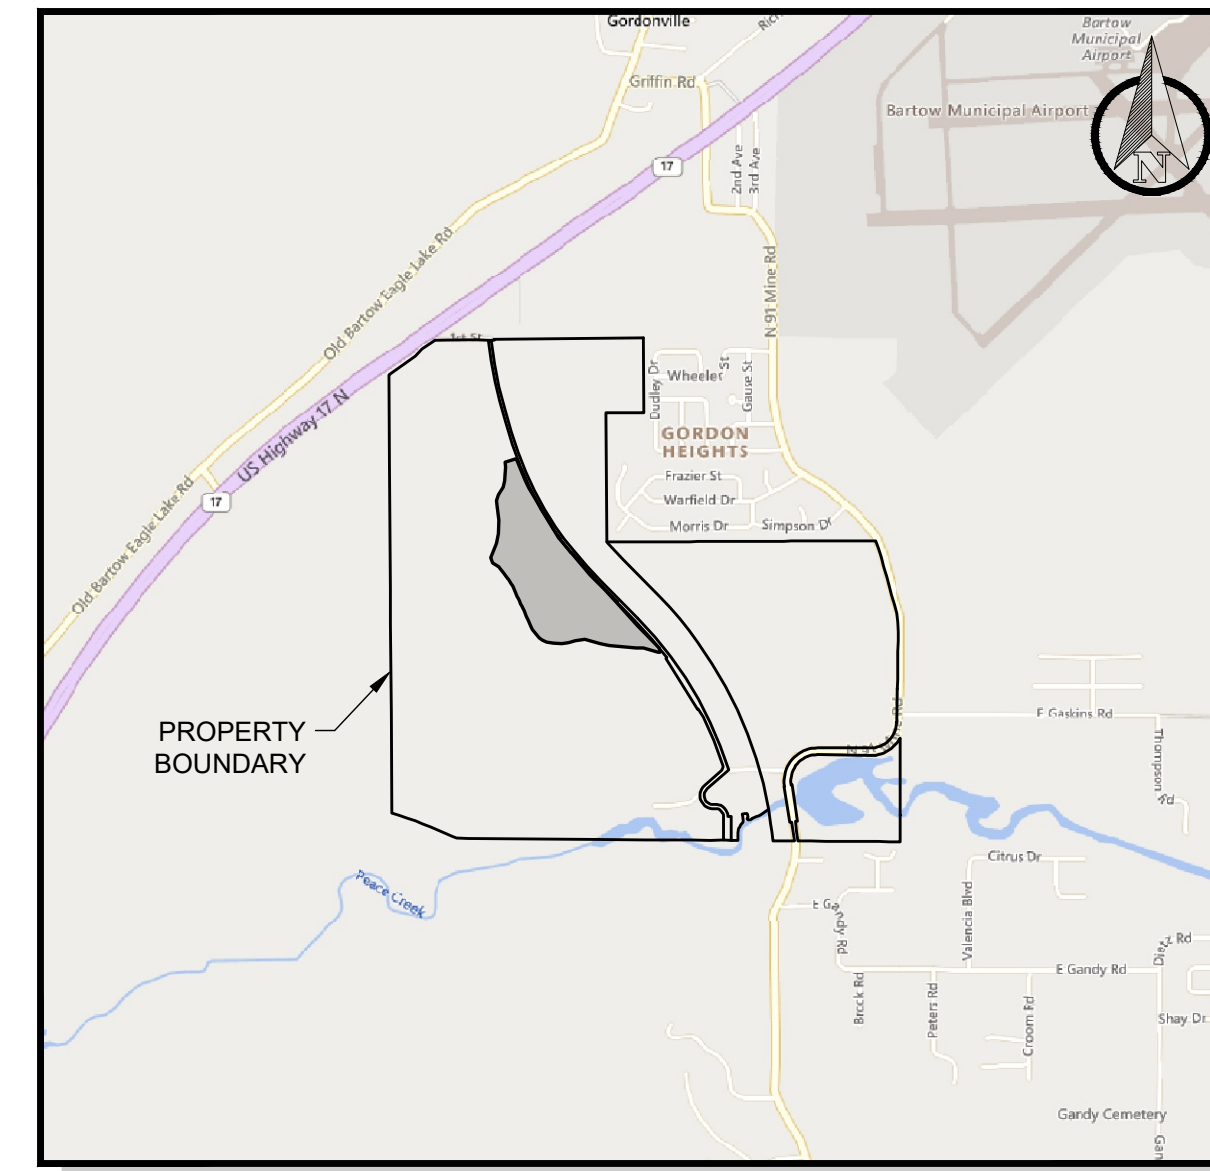 Gordonville
Bartow
Municipal
Airport
Griffin Rd
Bartow Municipal Airport
N
17
2nd Ave
3rd Ave
Old Bartow Eagle Lake Rd
N 91 Mine Rd
1st St
US Highway 17 N
Dudley Dr
Wheeler St
Gause St
GORDON
HEIGHTS
Frazier St
Warfield Dr
Morris Dr
Simpson Dr
17
Old Bartow Eagle Lake Rd
PROPERTY
BOUNDARY
E Gaskins Rd
Thompson Rd
Peace Creek
Citrus Dr
E Gandy Rd
Valencia Blvd
E Gandy Rd
Brock Rd
Peters Rd
Croom Rd
Shay Dr
Gandy Cemetery